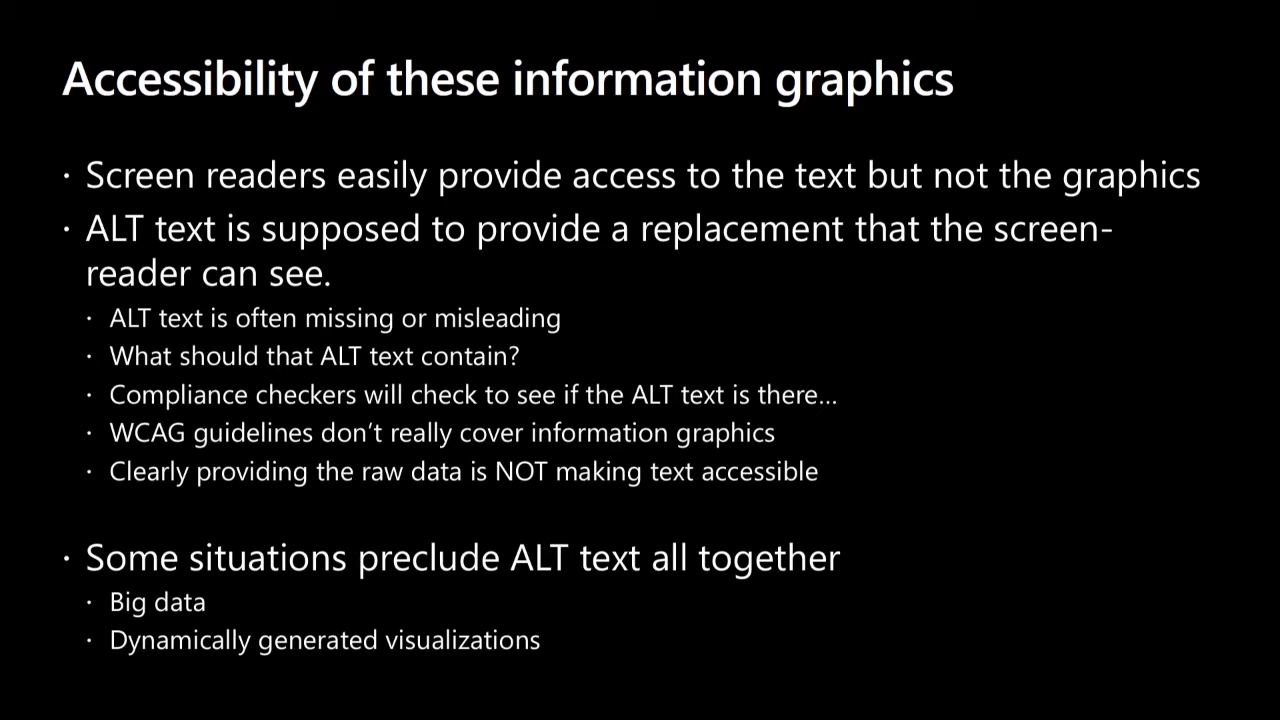 Accessibility of these information graphics
· Screen readers easily provide access to the text but not the graphics
· ALT text is supposed to provide a replacement that the screen-
reader can see.
· ALT text is often missing or misleading
· What should that ALT text contain?
· Compliance checkers will check to see if the ALT text is there...
· WCAG guidelines don't really cover information graphics
· Clearly providing the raw data is NOT making text accessible
· Some situations preclude ALT text all together
· Big data
· Dynamically generated visualizations